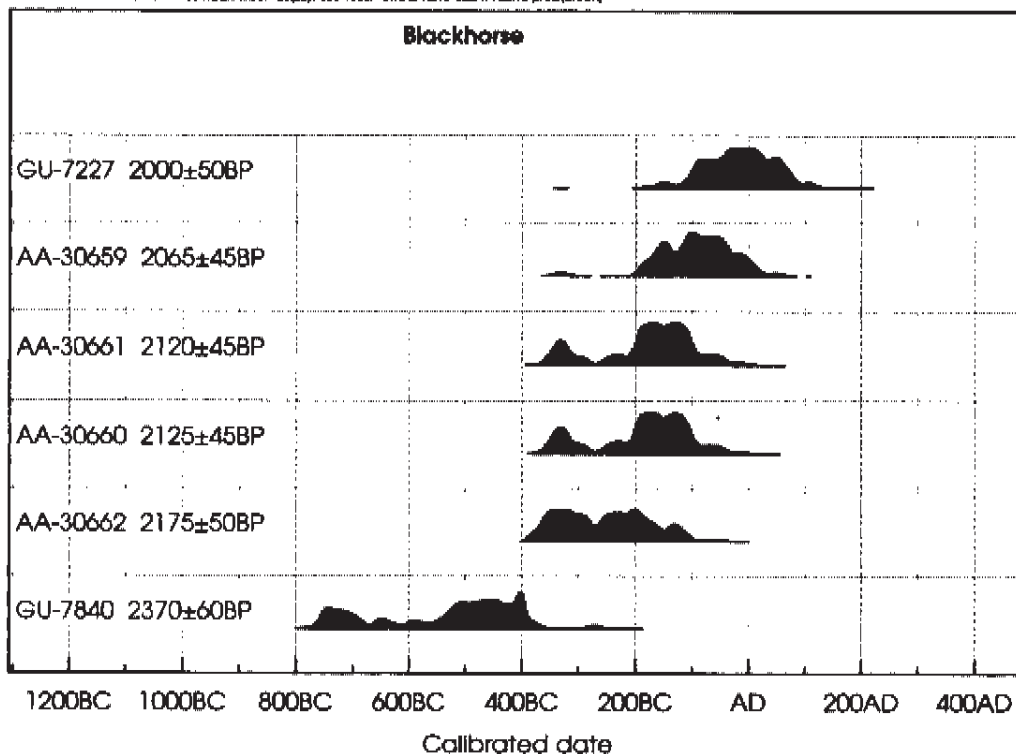 Blackhorse
GU-7227 2000±50BP
AA-30659 2065±45BP
AA-30661 2120±45BP
AA-30660 2125±45BP
AA-30662 2175±50BP
GU-7840 2370±60BP
1200BC 1000BC 800BC 600BC 400BC 200BC AD 200AD 400AD
Calibrated date